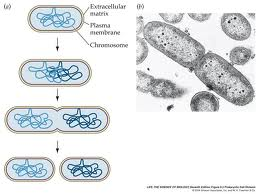 (a)
Extracellular
matrix
Plasma
membrane
Chromosome
(b)
LIFE: THE SCIENCE OF BIOLOGY, Seventh Edition, Figure 9.2 Prokaryotic Cell Division